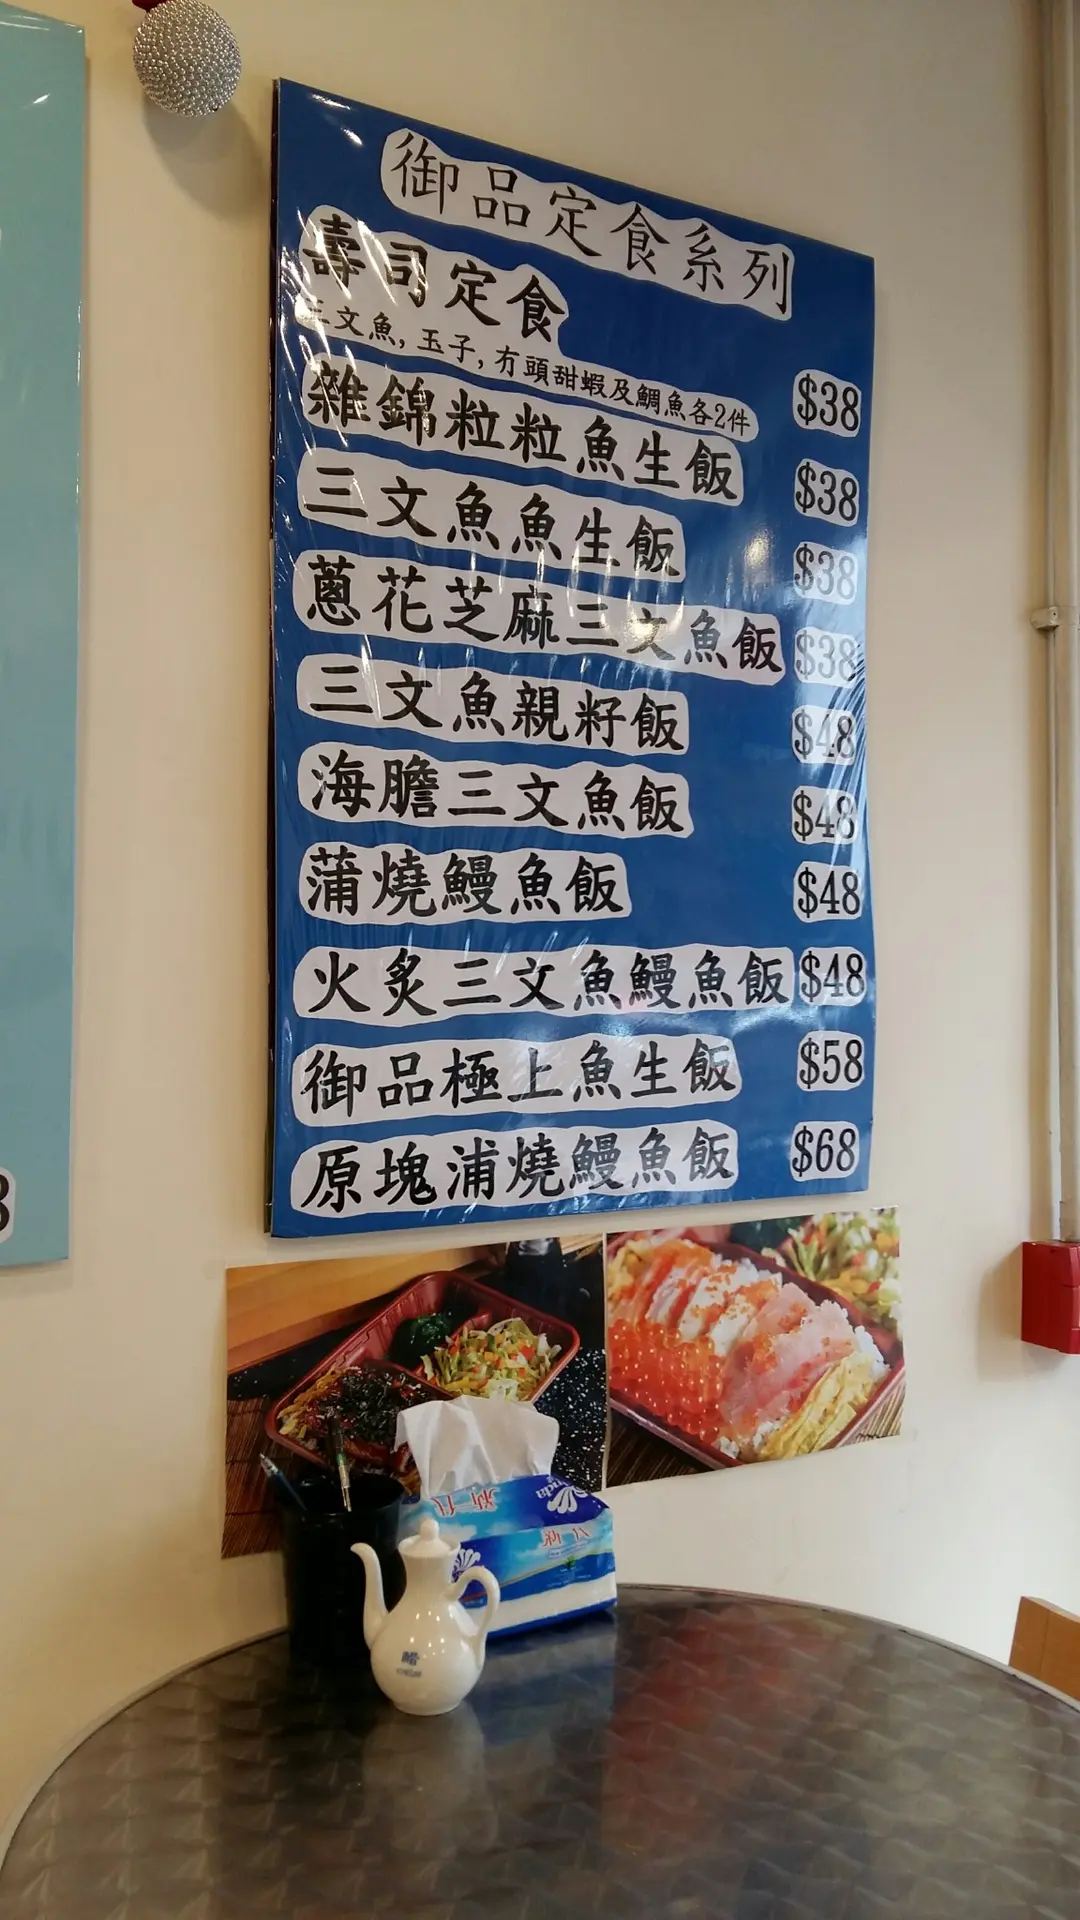 御品定食系列
壽司定食
三文魚,玉子,冇頭甜蝦及鯛魚各2件 $38
雜錦粒粒魚生飯 $38
三文魚魚生飯 $38
蔥花芝麻三文魚飯 $38
三文魚親籽飯 $48
海膽三文魚飯 $48
蒲燒鰻魚飯 $48
火炙三文魚鰻魚飯 $48
御品極上魚生飯 $58
原塊浦燒鰻魚飯 $68